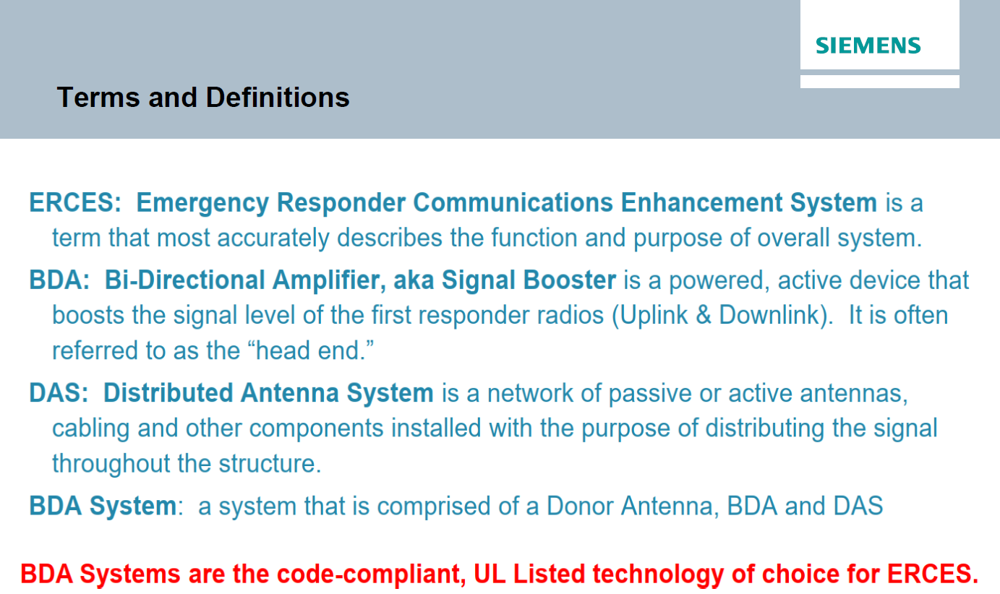 SIEMENS
Terms and Definitions
ERCES:  Emergency Responder Communications Enhancement System is a
term that most accurately describes the function and purpose of overall system.
BDA:  Bi-Directional Amplifier, aka Signal Booster is a powered, active device that
boosts the signal level of the first responder radios (Uplink & Downlink).  It is often
referred to as the “head end.”
DAS:  Distributed Antenna System is a network of passive or active antennas,
cabling and other components installed with the purpose of distributing the signal
throughout the structure.
BDA System:  a system that is comprised of a Donor Antenna, BDA and DAS
BDA Systems are the code-compliant, UL Listed technology of choice for ERCES.